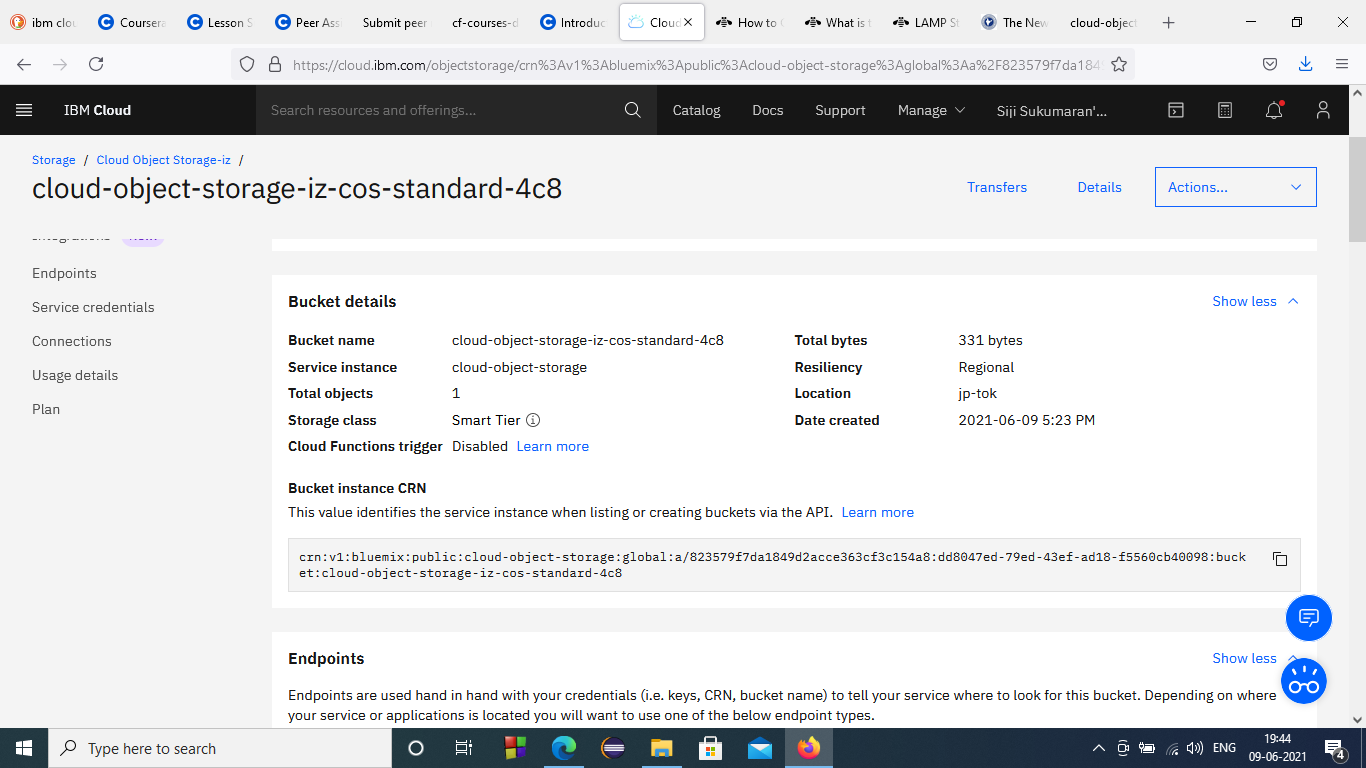 ibm clou
Coursera
Lesson S
Peer Ass
Submit peer
cf-courses-d
Introduc
Cloud
How to
What is t
LAMP St
The New
cloud-object
https://cloud.ibm.com/objectstorage/crn%3Av1%3Abluemix%3Apublic%3Acloud-object-storage%3Aglobal%3Aa%2F823579f7da184
IBM Cloud
Search resources and offerings...
Catalog
Docs
Support
Manage
Siji Sukumaran'...
Storage / Cloud Object Storage-iz /
cloud-object-storage-iz-cos-standard-4c8
Transfers
Details
Actions...
Integrations
Endpoints
Service credentials
Connections
Usage details
Plan
Bucket details
Show less
Bucket name cloud-object-storage-iz-cos-standard-4c8
Total bytes 331 bytes
Service instance cloud-object-storage
Resiliency Regional
Total objects 1
Location jp-tok
Storage class Smart Tier
Date created 2021-06-09 5:23 PM
Cloud Functions trigger Disabled Learn more
Bucket instance CRN
This value identifies the service instance when listing or creating buckets via the API. Learn more
crn:v1:bluemix:public:cloud-object-storage:global:a/823579f7da1849d2acce363cf3c154a8:dd8047ed-79ed-43ef-ad18-f5560cb40098:buck
et:cloud-object-storage-iz-cos-standard-4c8
Endpoints
Show less
Endpoints are used hand in hand with your credentials (i.e. keys, CRN, bucket name) to tell your service where to look for this bucket. Depending on where
your service or applications is located you will want to use one of the below endpoint types.
Type here to search
ENG
19:44
09-06-2021
4